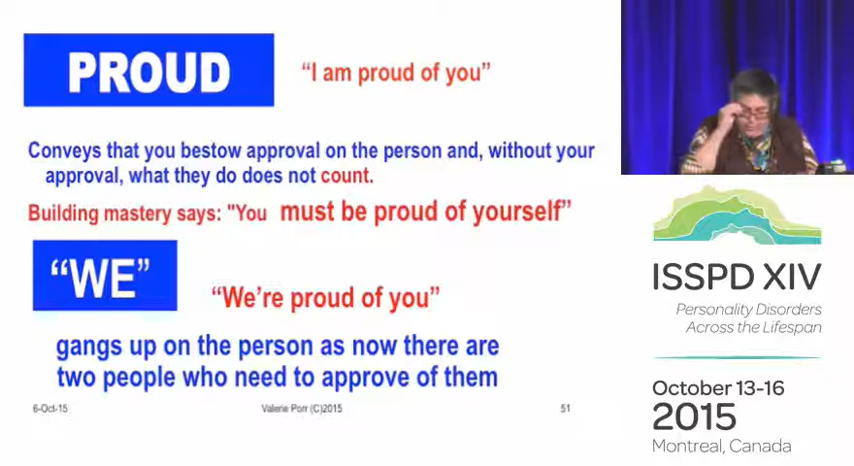 PROUD
“I am proud of you”
Conveys that you bestow approval on the person and, without your
approval, what they do does not count.
Building mastery says: "You must be proud of yourself”
“WE”
“We’re proud of you”
gangs up on the person as now there are
two people who need to approve of them
6-Oct-15
Valerie Porr (C)2015
51
ISSPD XIV
Personality Disorders
Across the Lifespan
October 13-16
2015
Montreal, Canada